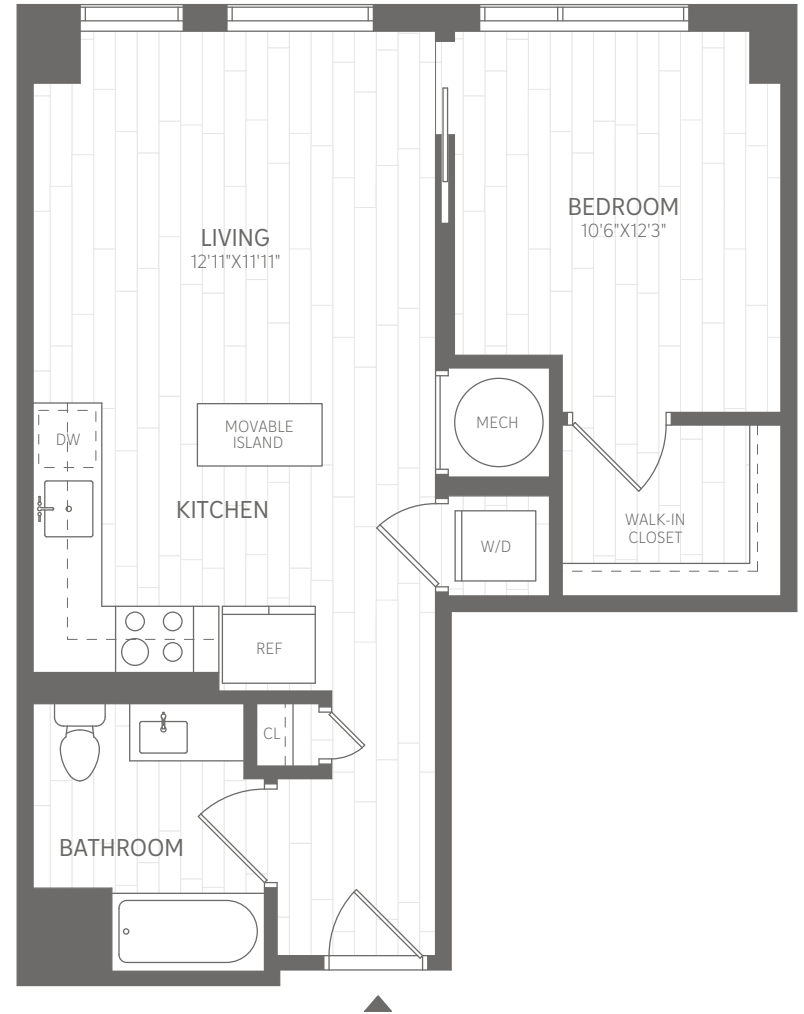 LIVING
12'11"X11'11"
BEDROOM
10'6"X12'3"
DW
MOVABLE
ISLAND
MECH
KITCHEN
W/D
WALK-IN
CLOSET
REF
CL
BATHROOM